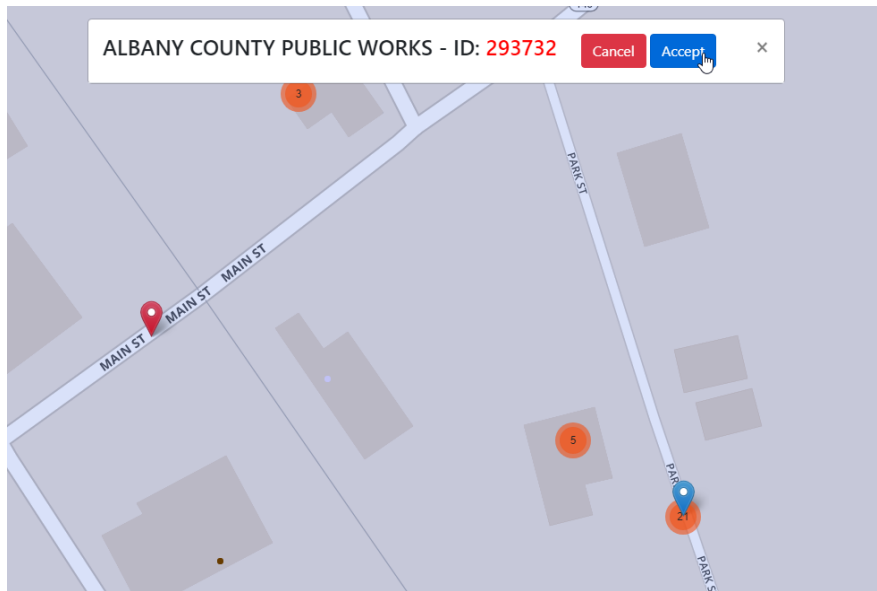 ALBANY COUNTY PUBLIC WORKS - ID: 293732
Cancel
Accept
×
3
PARK ST
MAIN ST
MAIN ST
MAIN ST
5
21
PARK S